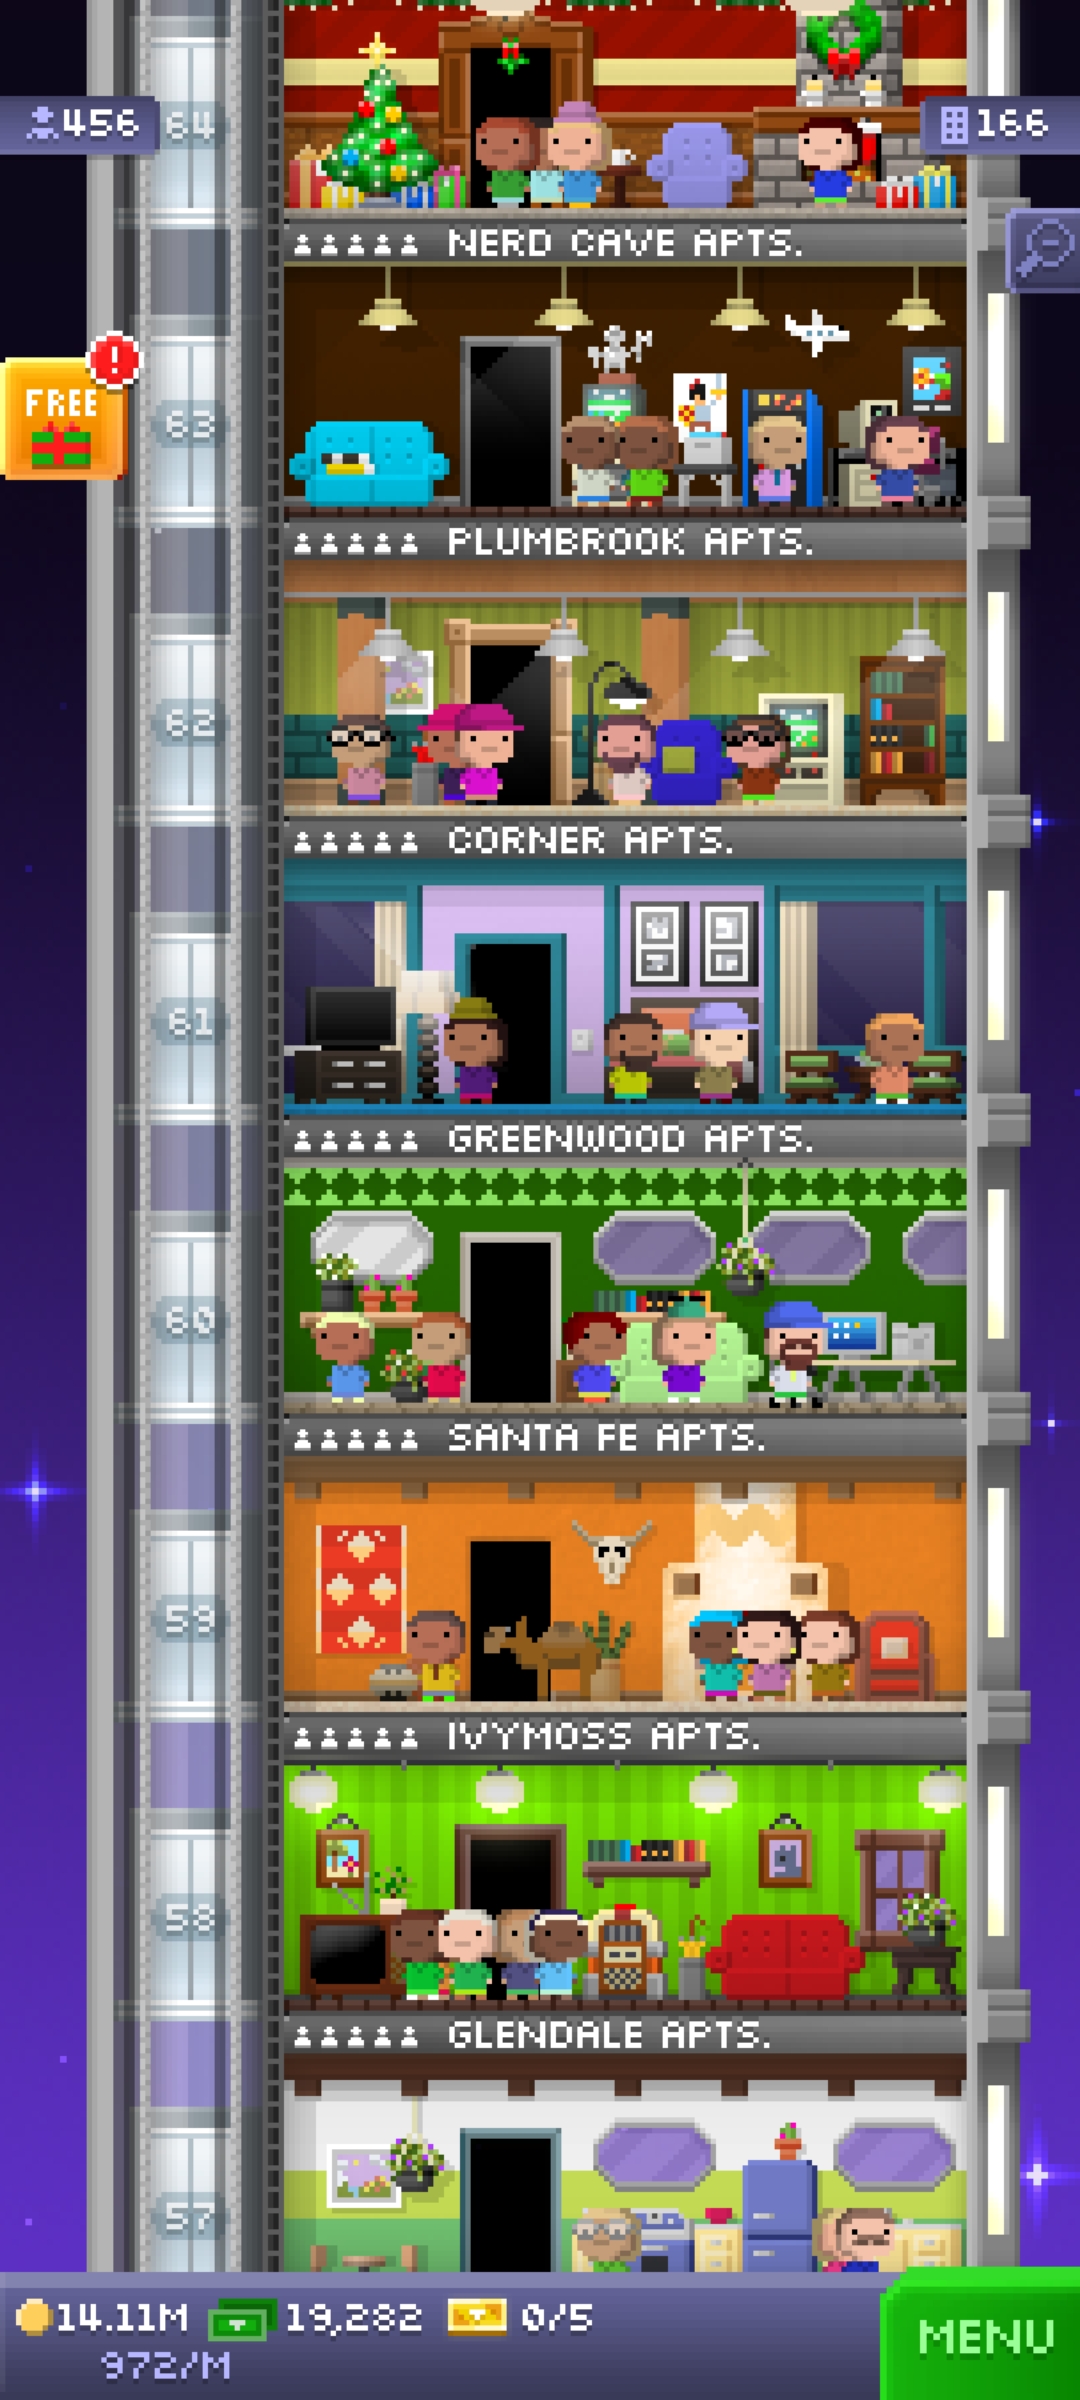 456
64
166
NERD CAVE APTS.
FREE
!
63
PLUMBROOK APTS.
62
CORNER APTS.
61
GREENWOOD APTS.
60
SANTA FE APTS.
59
IVYMOSS APTS.
58
GLENDALE APTS.
57
14.11M 19,282 0/5
972/M
MENU